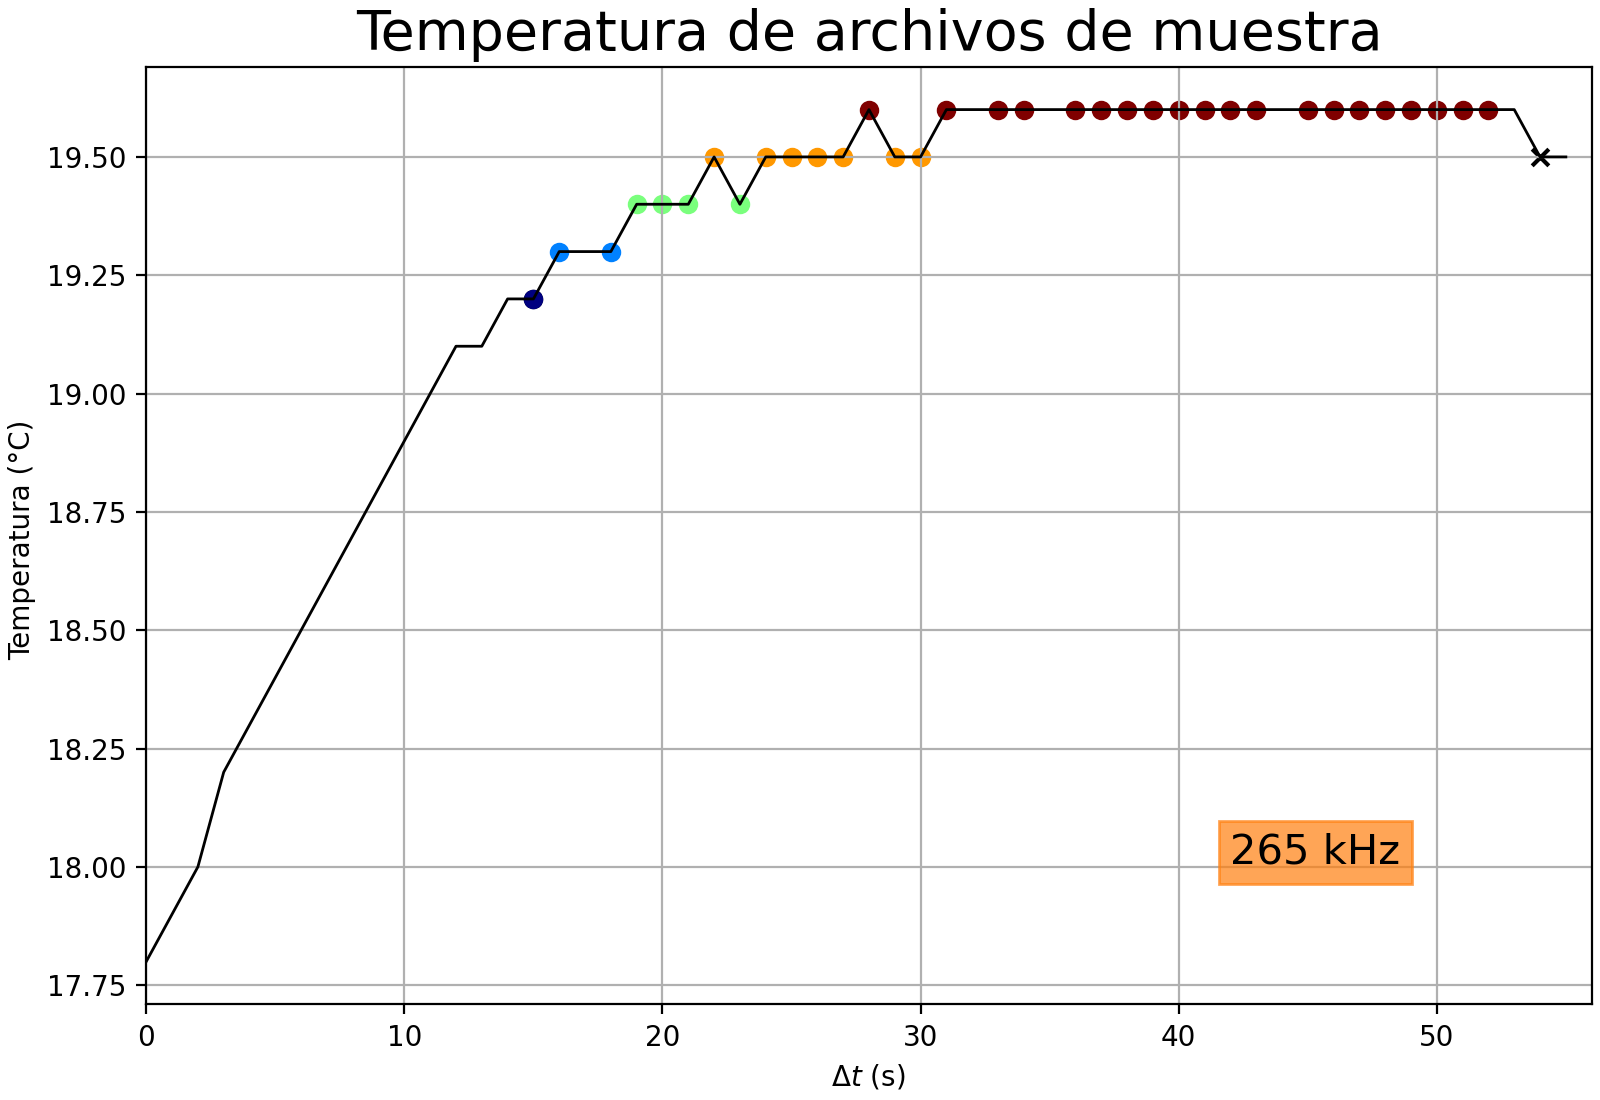 Temperatura de archivos de muestra
Temperatura (°C)
19.50
19.25
19.00
18.75
18.50
18.25
18.00
17.75
265 kHz
0 10 20 30 40 50
Δt (s)